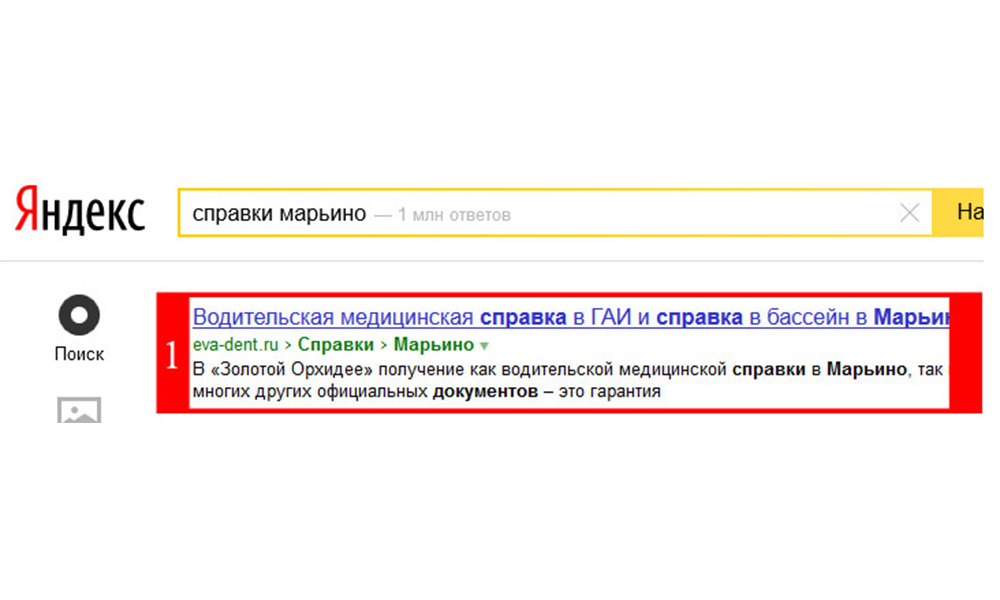 Яндекс
справки марьино — 1 млн ответов
На
Поиск
1
Водительская медицинская справка в ГАИ и справка в бассейн в Марьин
eva-dent.ru › Справки › Марьино
В «Золотой Орхидее» получение как водительской медицинской справки в Марьино, так
многих других официальных документов – это гарантия